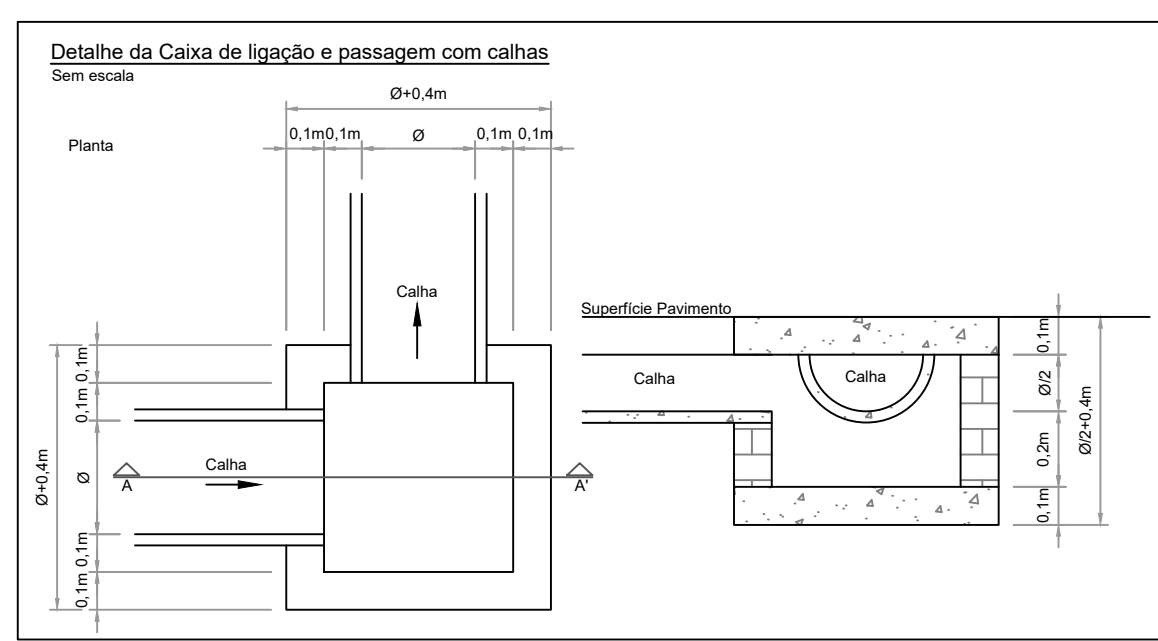 Detalhe da Caixa de ligação e passagem com calhas
Sem escala
Planta
Ø+0,4m
0,1m 0,1m Ø 0,1m 0,1m
Calha
Calha
A A'
Ø+0,4m
0,1m
0,1m
Ø
0,1m
0,1m
Superfície Pavimento
Calha
Calha
0,1m
Ø/2
0,2m
0,1m
Ø/2+0,4m